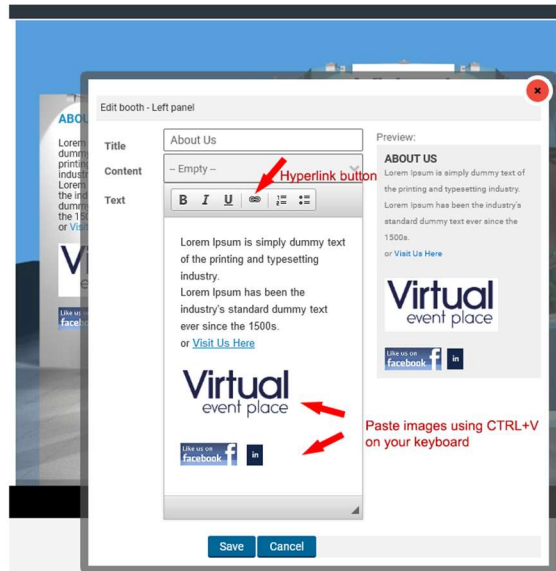 Edit booth - Left panel
Title
About Us
Content
-- Empty --
Hyperlink button
Text
B I U
Lorem Ipsum is simply dummy text
of the printing and typesetting
industry.
Lorem Ipsum has been the
industry's standard dummy text
ever since the 1500s.
or Visit Us Here
Virtual
event place
Like us on
facebook f
in
Save
Cancel
Preview:
ABOUT US
Lorem Ipsum is simply dummy text of
the printing and typesetting industry.
Lorem Ipsum has been the industry's
standard dummy text ever since the
1500s.
or Visit Us Here
Virtual
event place
Like us on
facebook f
in
Paste images using CTRL+V
on your keyboard